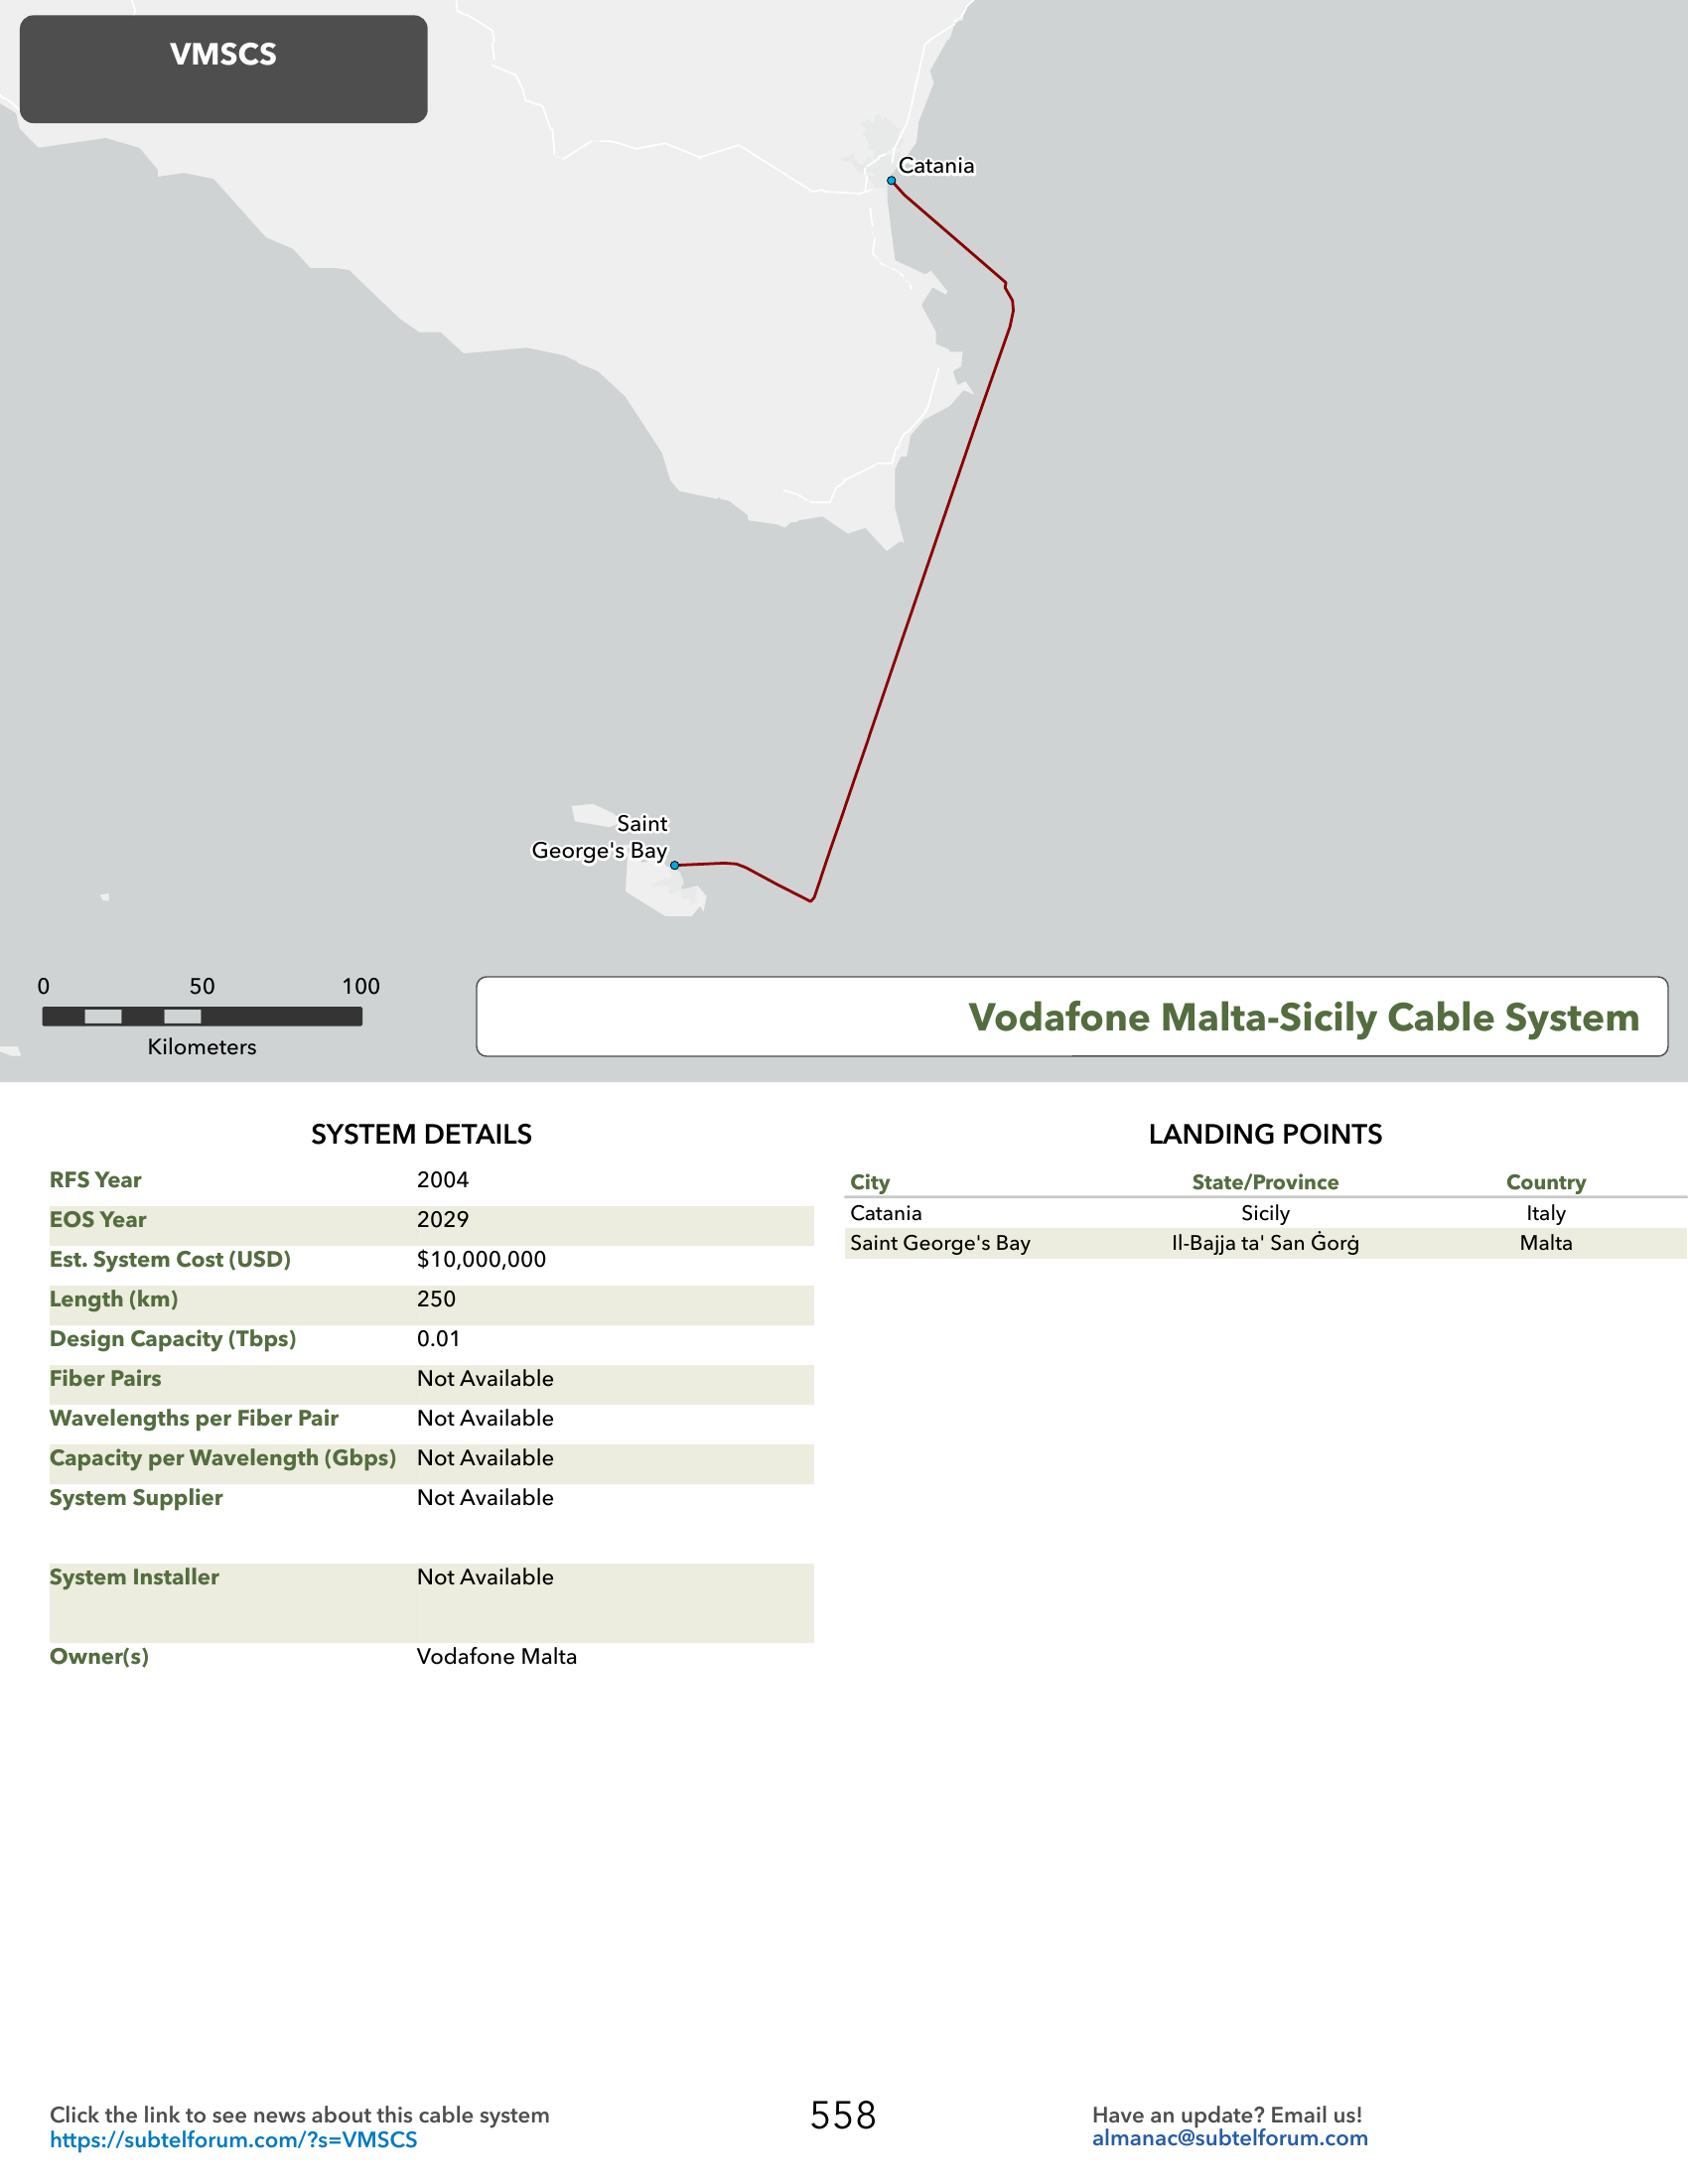 VMSCS
Catania
Saint
George's Bay
0 50 100
Kilometers
Vodafone Malta-Sicily Cable System
SYSTEM DETAILS
RFS Year 2004
EOS Year 2029
Est. System Cost (USD) $10,000,000
Length (km) 250
Design Capacity (Tbps) 0.01
Fiber Pairs Not Available
Wavelengths per Fiber Pair Not Available
Capacity per Wavelength (Gbps) Not Available
System Supplier Not Available
System Installer Not Available
Owner(s) Vodafone Malta
LANDING POINTS
City State/Province Country
Catania Sicily Italy
Saint George's Bay Il-Bajja ta' San Ġorġ Malta
Click the link to see news about this cable system
https://subtelforum.com/?s=VMSCS
558
Have an update? Email us!
almanac@subtelforum.com